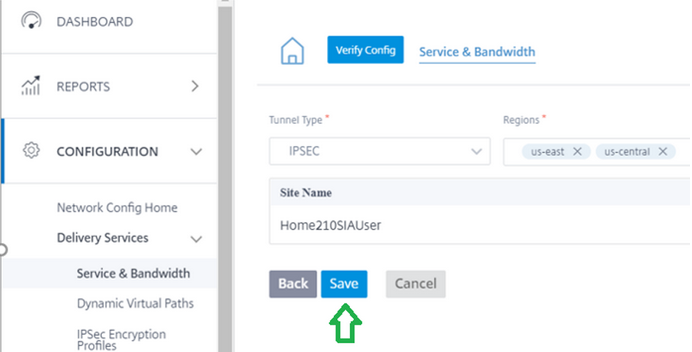 DASHBOARD
REPORTS
CONFIGURATION
Network Config Home
Delivery Services
Service & Bandwidth
Dynamic Virtual Paths
IPSec Encryption
Profiles
Verify Config
Service & Bandwidth
Tunnel Type *
Regions *
IPSEC
us-east
us-central
Site Name
Home210SIAUser
Back
Save
Cancel